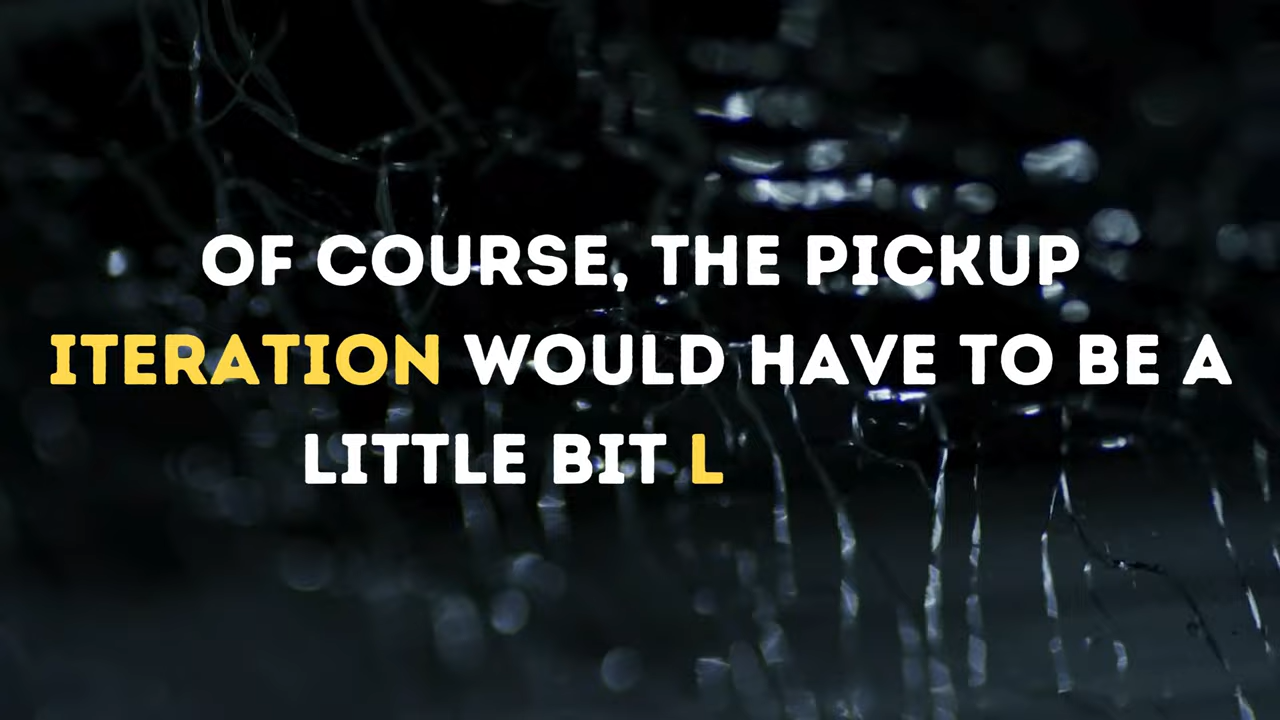 OF COURSE, THE PICKUP
ITERATION WOULD HAVE TO BE A
LITTLE BIT L